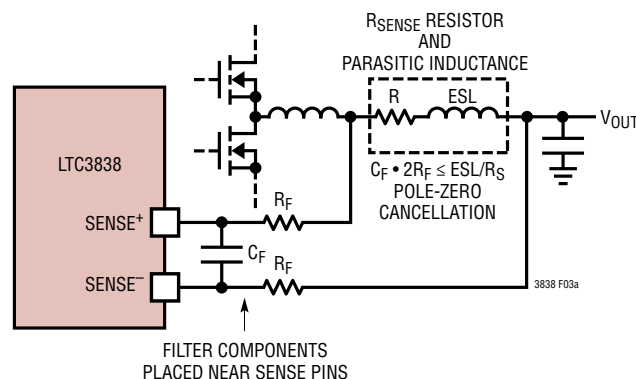 RSENSE RESISTOR
AND
PARASITIC INDUCTANCE
R
ESL
VOUT
LTC3838
CF • 2RF ≤ ESL/RS
POLE-ZERO
CANCELLATION
RF
SENSE+
CF
RF
SENSE–
3838 F03a
FILTER COMPONENTS
PLACED NEAR SENSE PINS